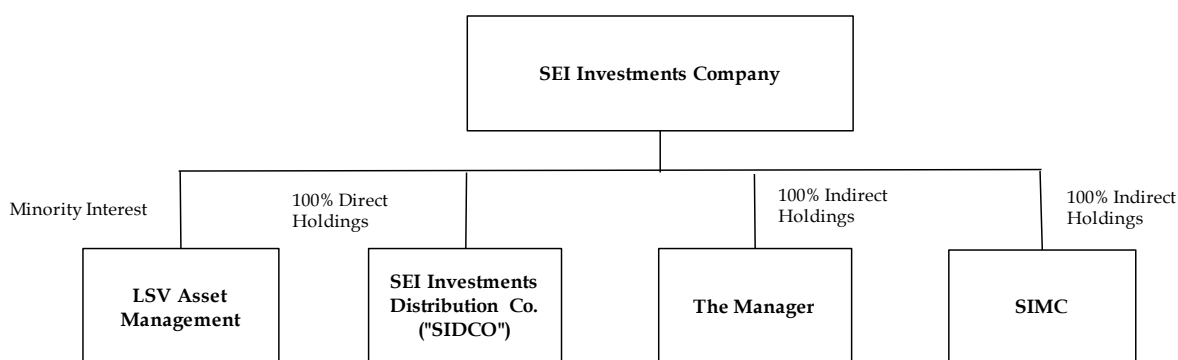 SEI Investments Company
Minority Interest
100% Direct
Holdings
100% Indirect
Holdings
100% Indirect
Holdings
LSV Asset
Management
SEI Investments
Distribution Co.
("SIDCO")
The Manager
SIMC